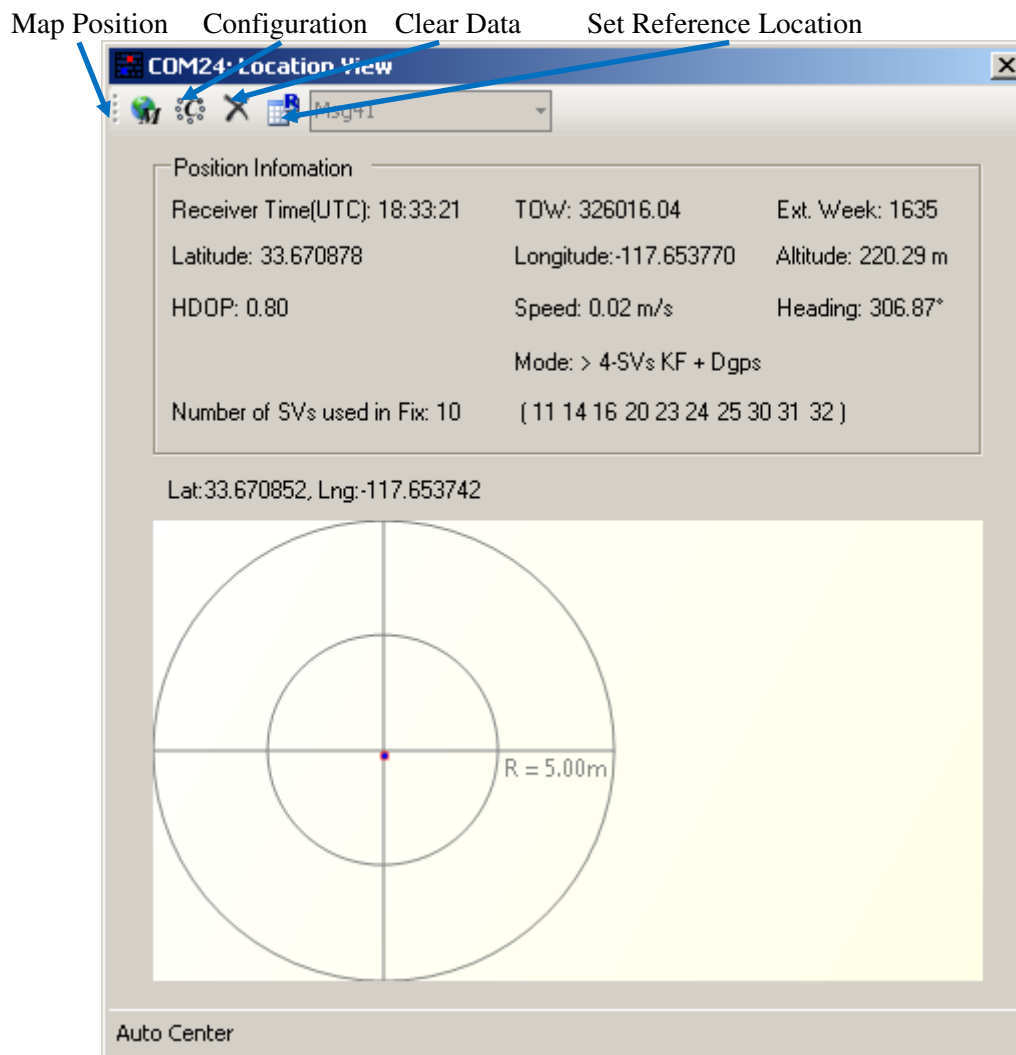 Map Position Configuration Clear Data Set Reference Location
COM24: Location View
M C R Msg41
Position Infomation
Receiver Time(UTC): 18:33:21 TOW: 326016.04 Ext. Week: 1635
Latitude: 33.670878 Longitude:-117.653770 Altitude: 220.29 m
HDOP: 0.80 Speed: 0.02 m/s Heading: 306.87°
Mode: > 4-SVs KF + Dgps
Number of SVs used in Fix: 10 ( 11 14 16 20 23 24 25 30 31 32 )
Lat:33.670852, Lng:-117.653742
R = 5.00m
Auto Center